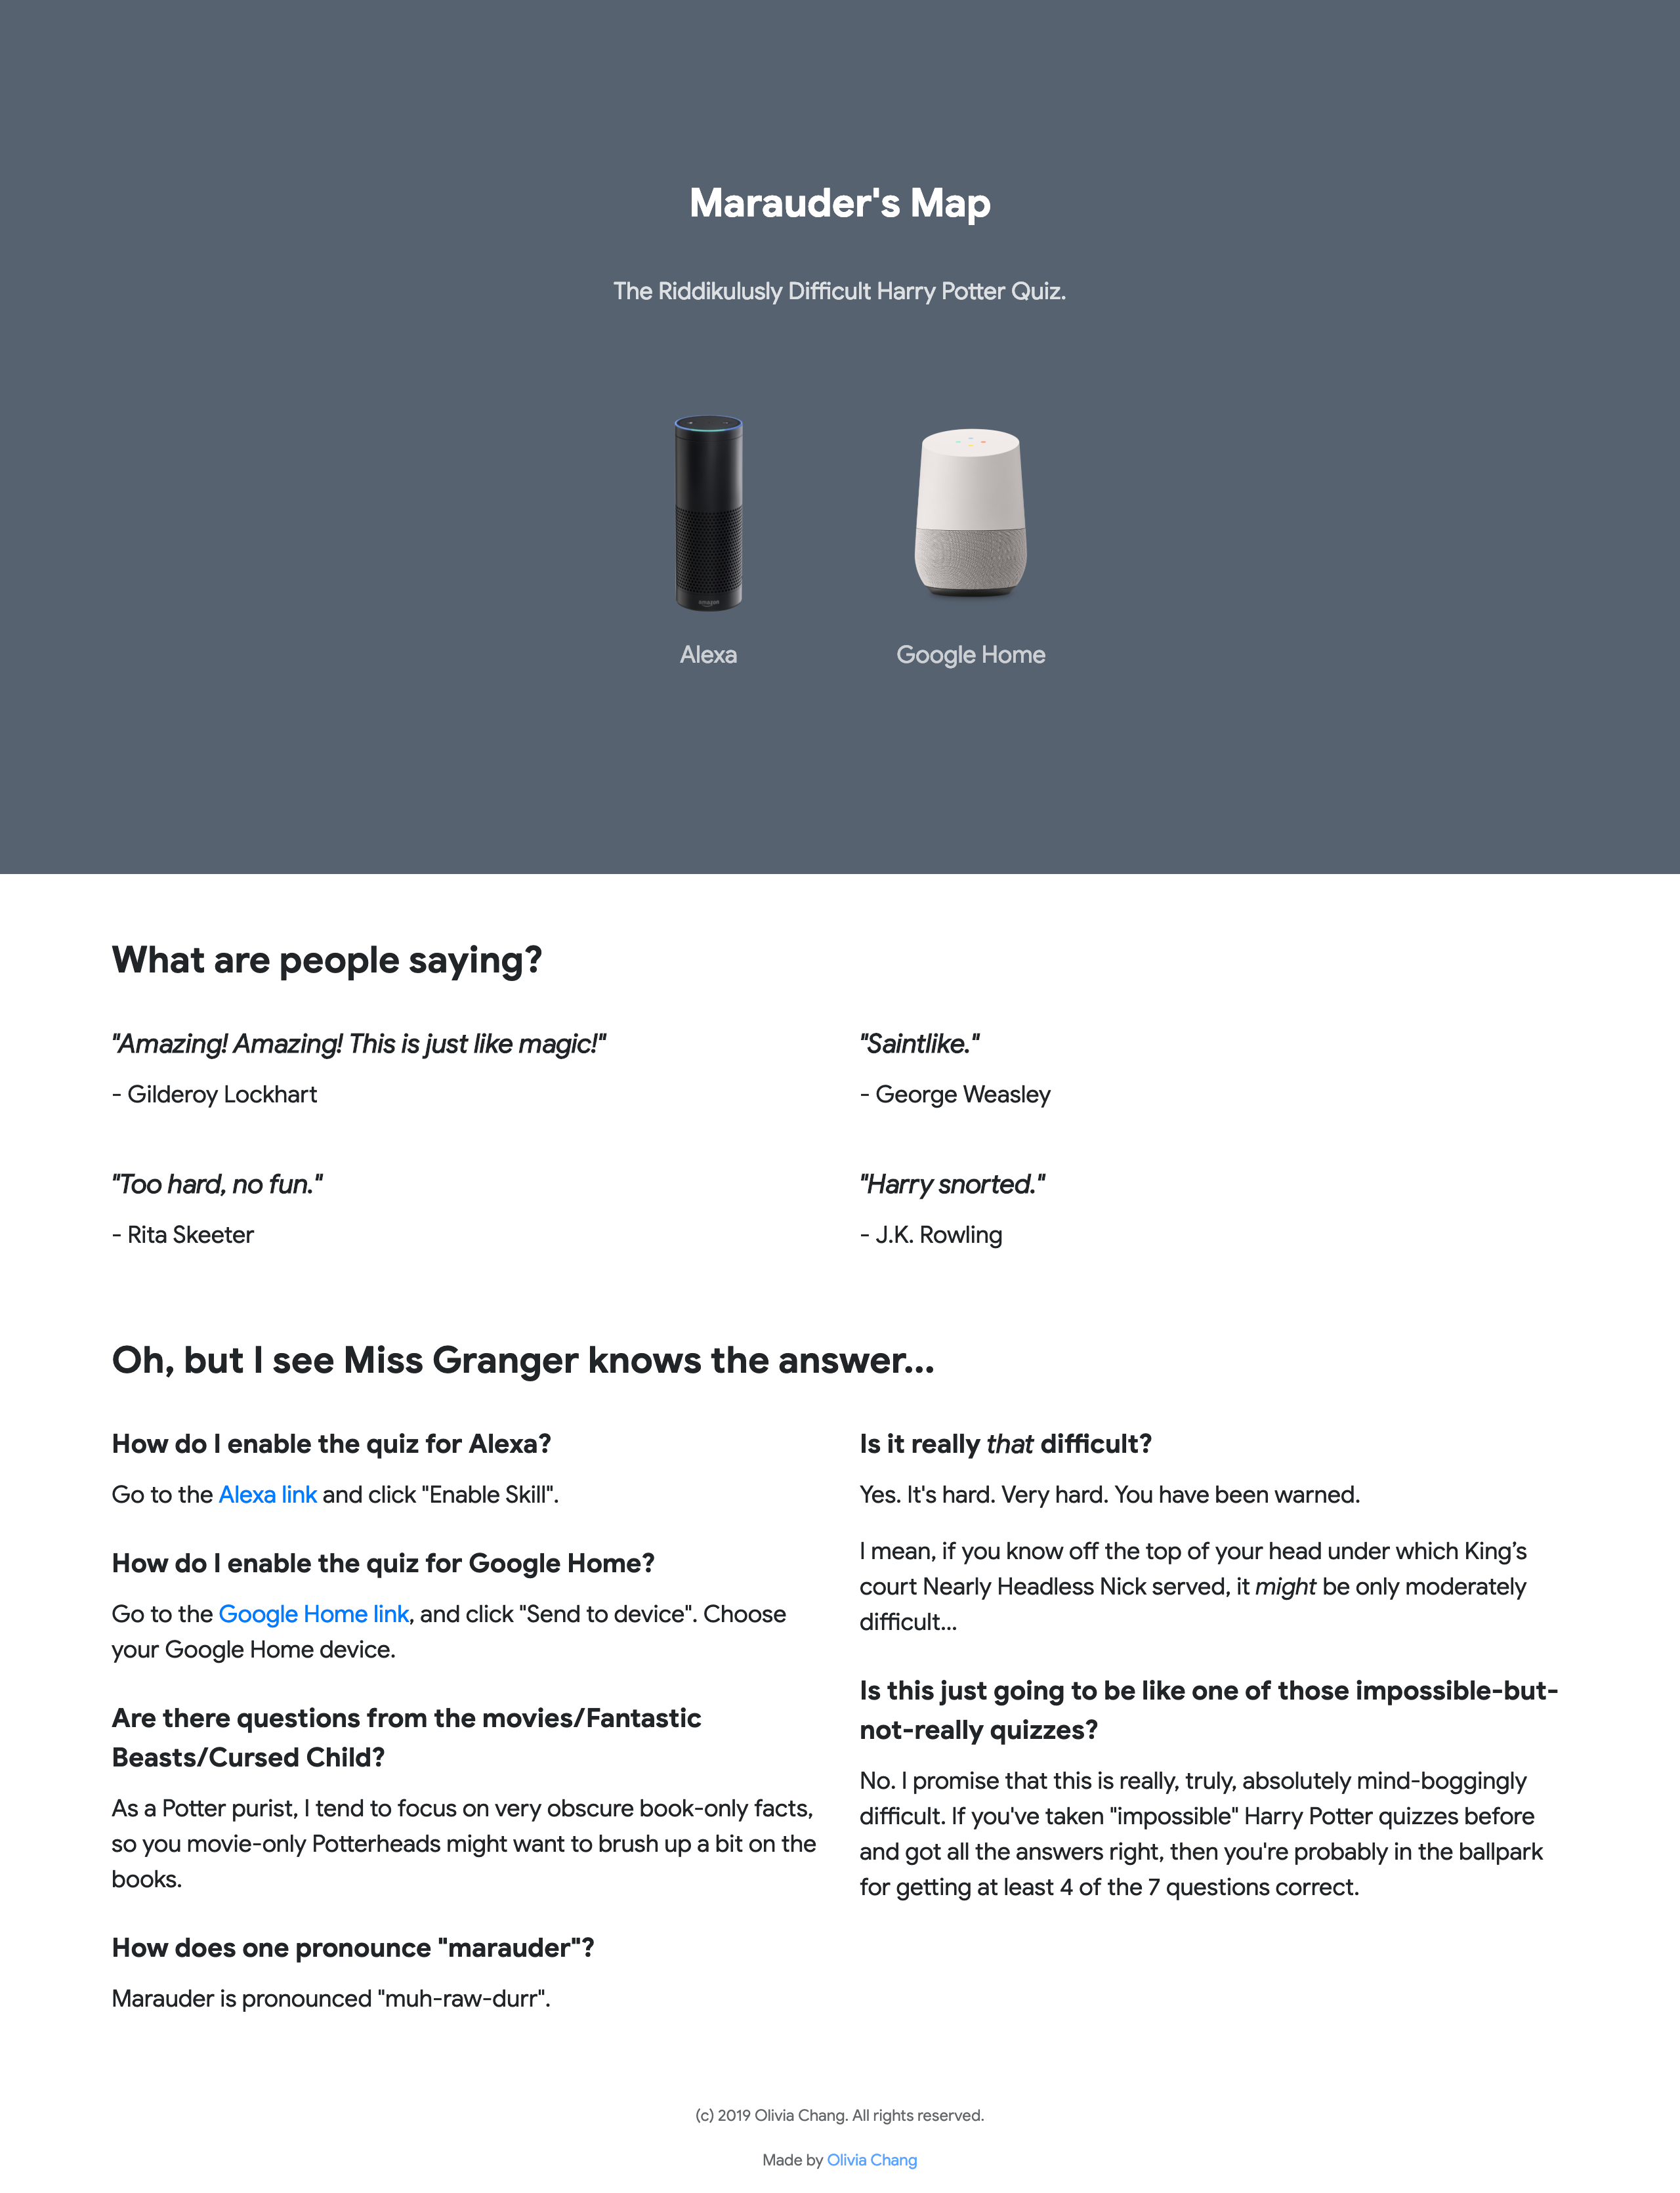 Marauder's Map
The Riddikulusly Difficult Harry Potter Quiz.
amazon
Alexa
Google Home
What are people saying?
"Amazing! Amazing! This is just like magic!"
- Gilderoy Lockhart
"Saintlike."
- George Weasley
"Too hard, no fun."
- Rita Skeeter
"Harry snorted."
- J.K. Rowling
Oh, but I see Miss Granger knows the answer...
How do I enable the quiz for Alexa?
Go to the Alexa link and click "Enable Skill".
How do I enable the quiz for Google Home?
Go to the Google Home link, and click "Send to device". Choose
your Google Home device.
Are there questions from the movies/Fantastic
Beasts/Cursed Child?
As a Potter purist, I tend to focus on very obscure book-only facts,
so you movie-only Potterheads might want to brush up a bit on the
books.
How does one pronounce "marauder"?
Marauder is pronounced "muh-raw-durr".
Is it really that difficult?
Yes. It's hard. Very hard. You have been warned.
I mean, if you know off the top of your head under which King’s
court Nearly Headless Nick served, it might be only moderately
difficult...
Is this just going to be like one of those impossible-but-
not-really quizzes?
No. I promise that this is really, truly, absolutely mind-boggingly
difficult. If you've taken "impossible" Harry Potter quizzes before
and got all the answers right, then you're probably in the ballpark
for getting at least 4 of the 7 questions correct.
(c) 2019 Olivia Chang. All rights reserved.
Made by Olivia Chang